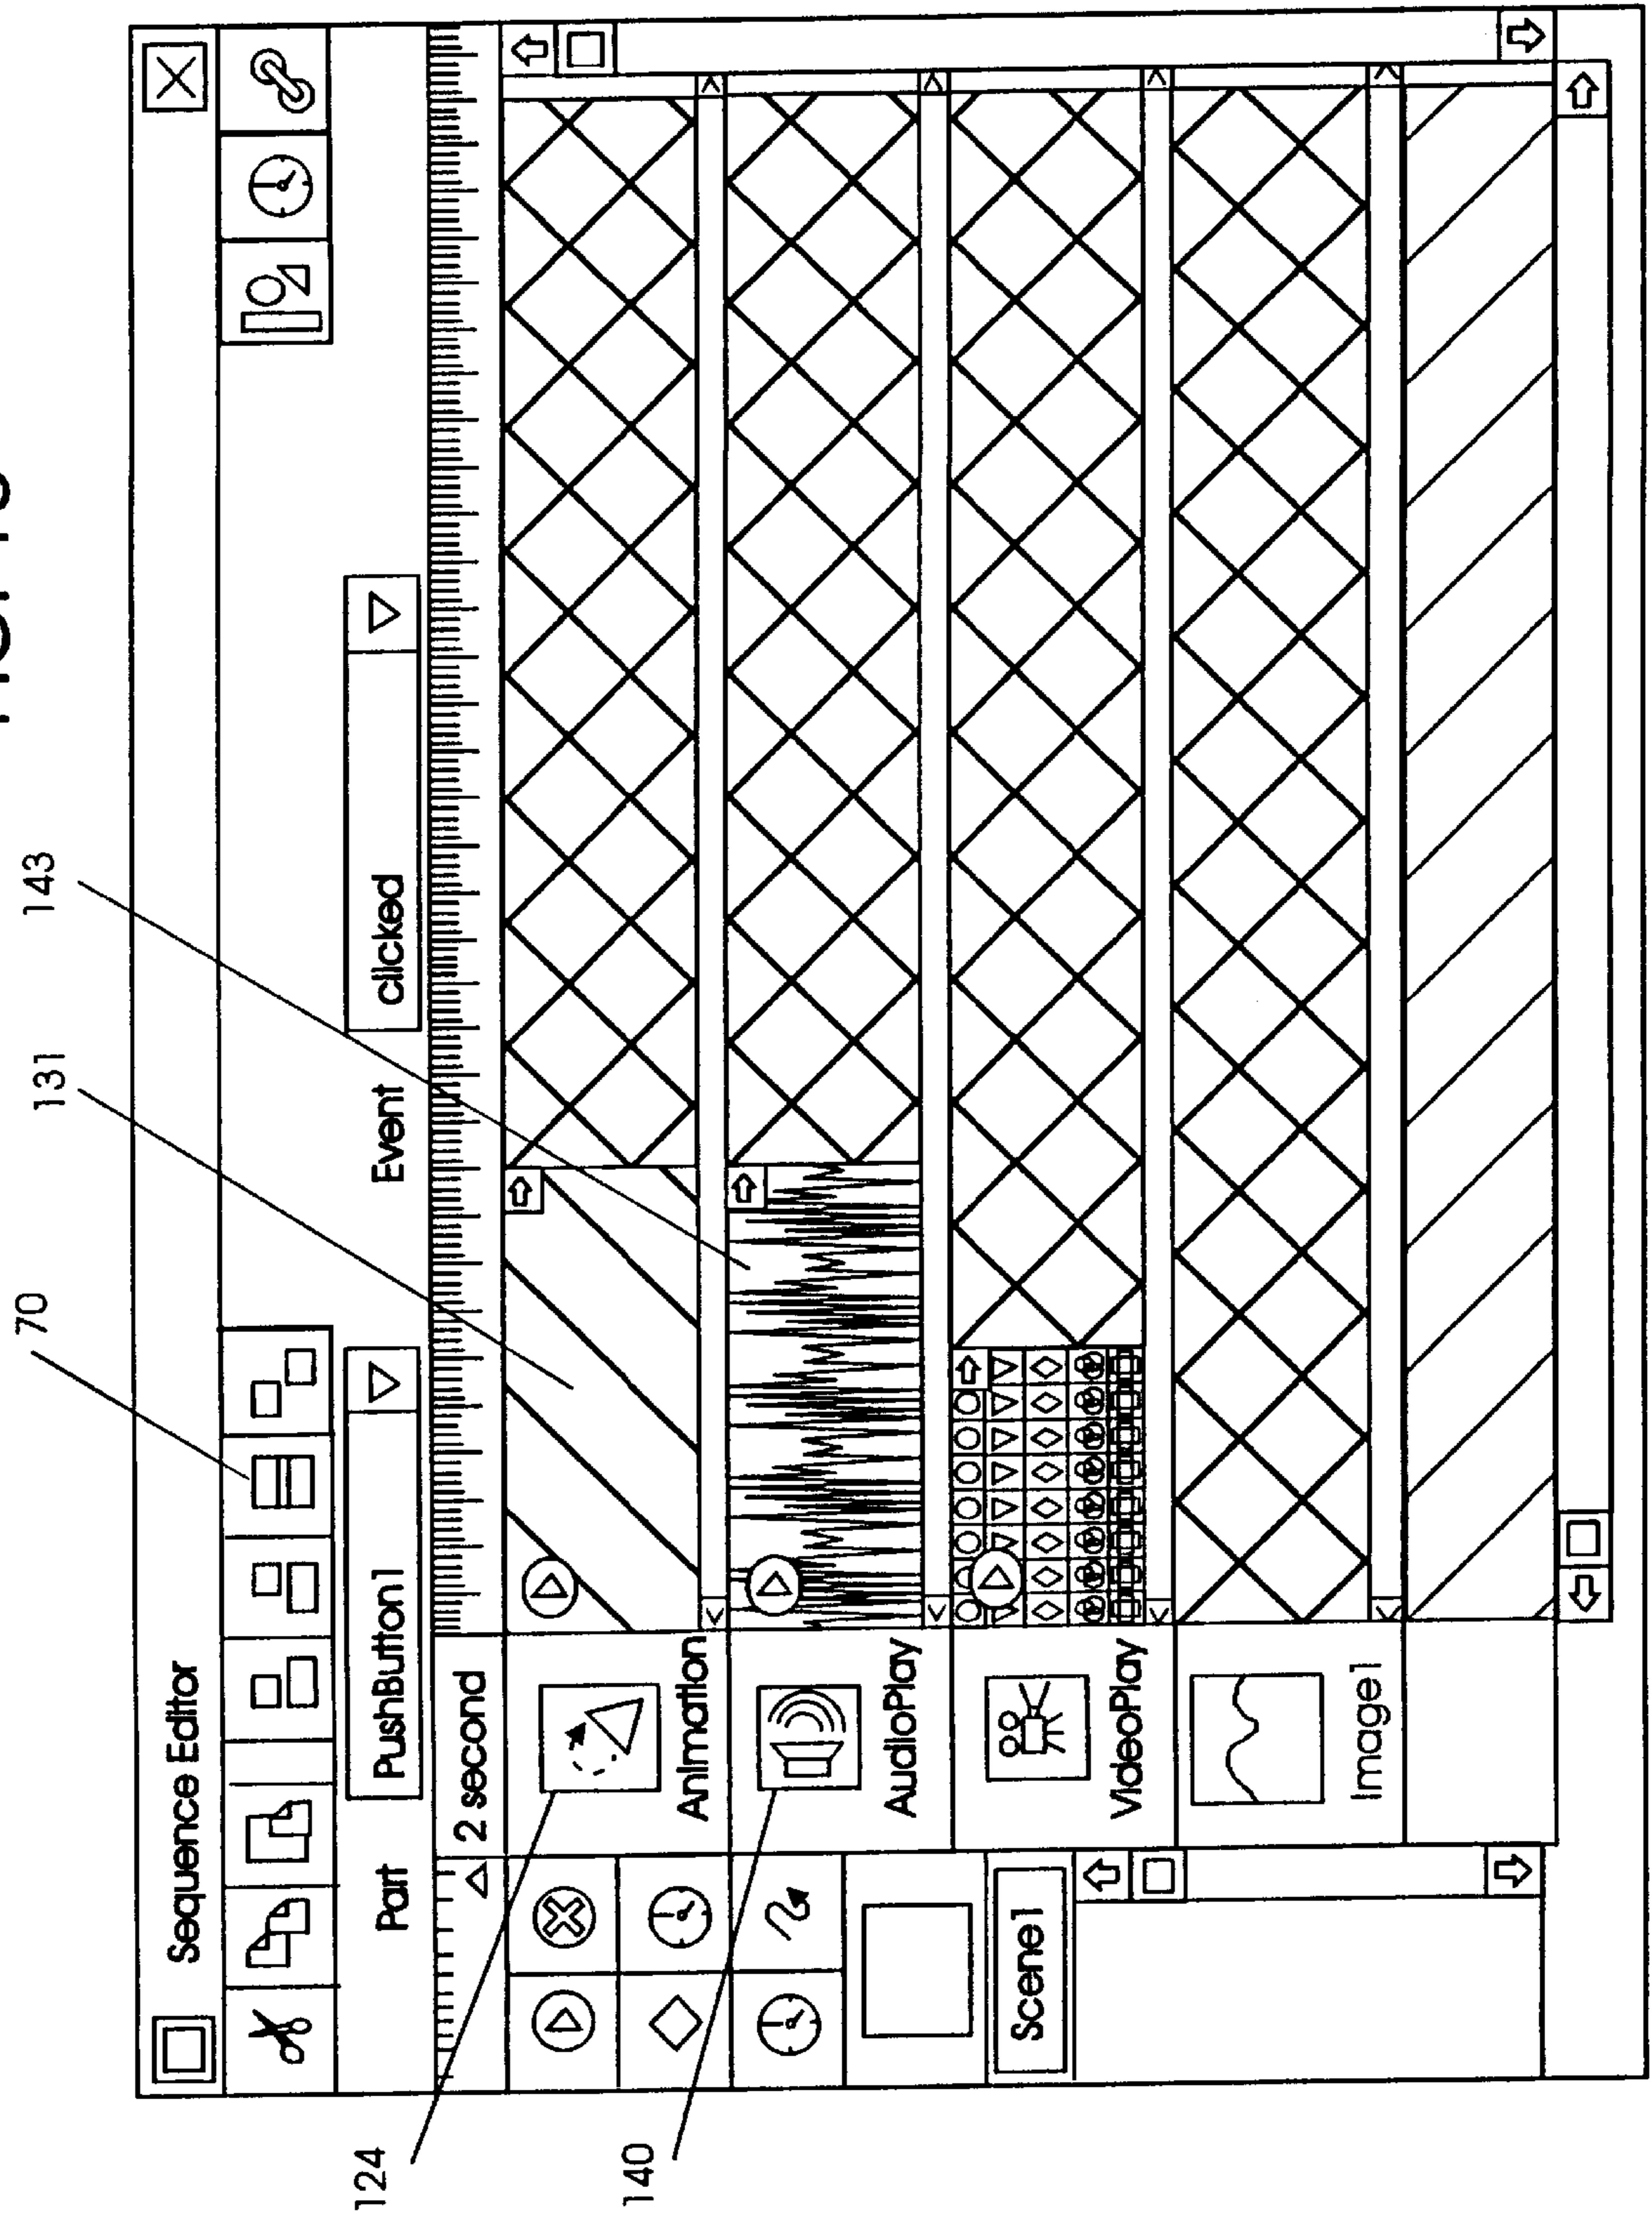 70
131
143
Sequence Editor
Part
PushButton1
Event
clicked
2 second
124
Animation
140
AudioPlay
VideoPlay
Scene1
Image1